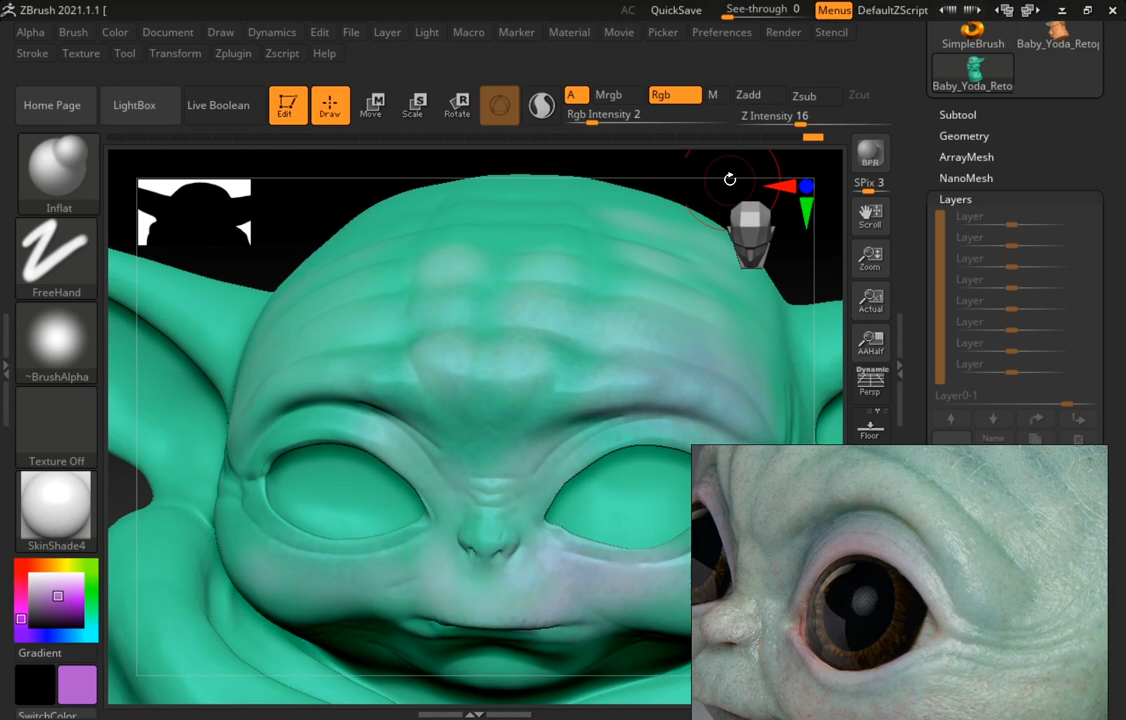 ZBrush 2021.1.1 [
AC QuickSave See-through 0 Menus DefaultZScript
Alpha Brush Color Document Draw Dynamics Edit File Layer Light Macro Marker Material Movie Picker Preferences Render Stencil
Stroke Texture Tool Transform Zplugin Zscript Help
SimpleBrush Baby_Yoda_Retop
Baby_Yoda_Reto
Home Page LightBox Live Boolean Edit Draw Move Scale Rotate
A Mrgb Rgb M Zadd Zsub Zcut
Rgb Intensity 2 Z Intensity 16
Inflat
FreeHand
~BrushAlpha
Texture Off
SkinShade4
Gradient
SwitchColor
BPR
SPix 3
Scroll
Zoom
Actual
AAHalf
Dynamic
Persp
Floor
Subtool
Geometry
ArrayMesh
NanoMesh
Layers
Layer
Layer
Layer
Layer
Layer
Layer
Layer
Layer
Layer0-1
Name